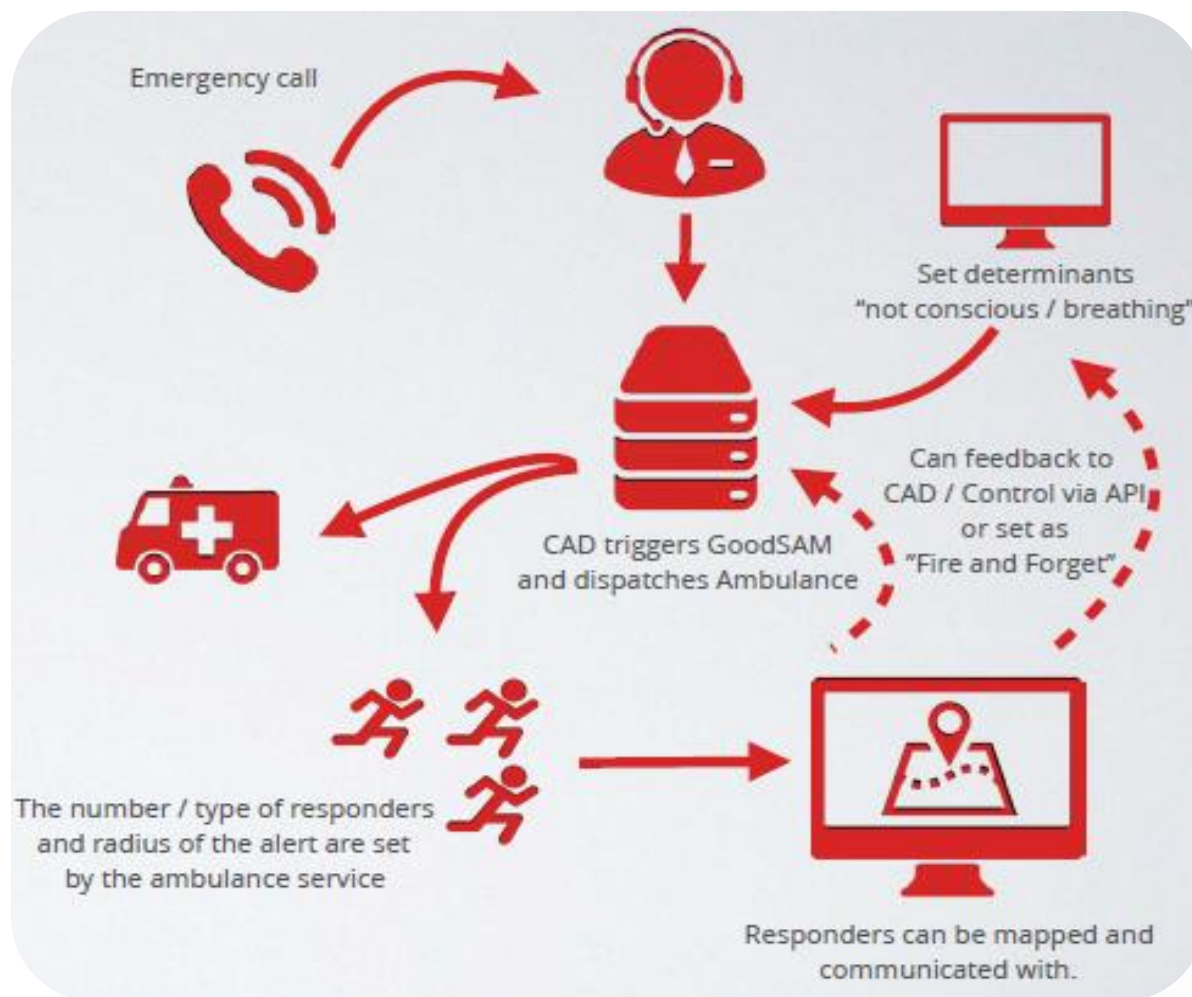 Emergency call
Set determinants
“not conscious / breathing”
Can feedback to
CAD / Control via API
or set as
“Fire and Forget”
CAD triggers GoodSAM
and dispatches Ambulance
The number / type of responders
and radius of the alert are set
by the ambulance service
Responders can be mapped and
communicated with.